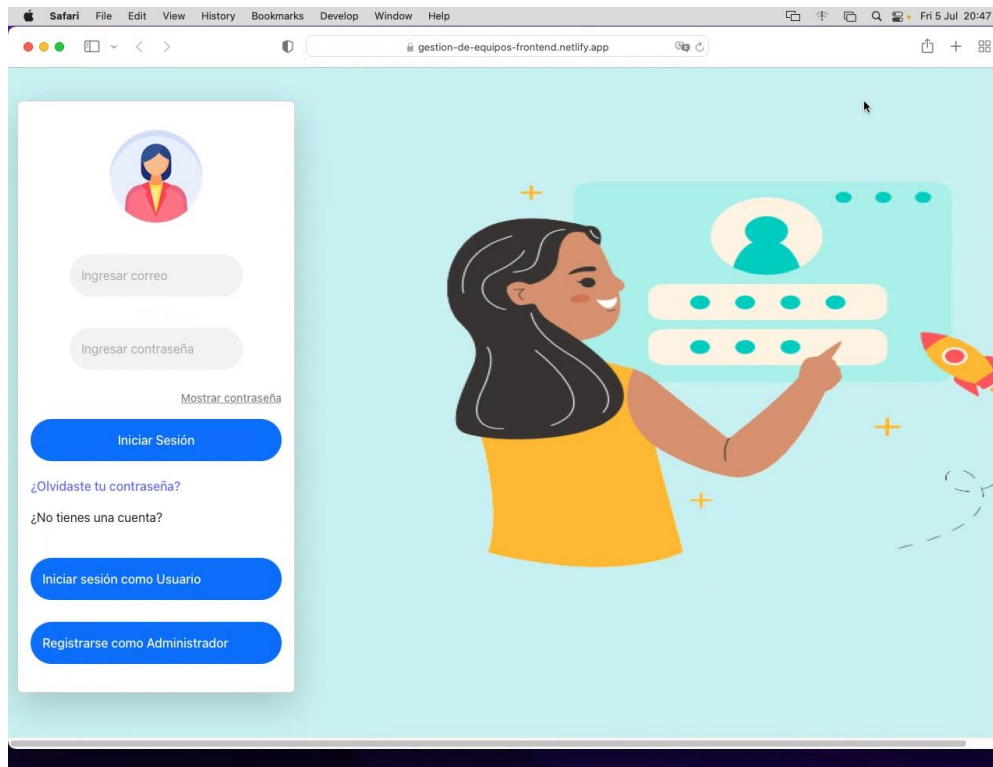 Safari File Edit View History Bookmarks Develop Window Help Fri 5 Jul 20:47
gestion-de-equipos-frontend.netlify.app
Ingresar correo
Ingresar contraseña
Mostrar contraseña
Iniciar Sesión
¿Olvidaste tu contraseña?
¿No tienes una cuenta?
Iniciar sesión como Usuario
Registrarse como Administrador